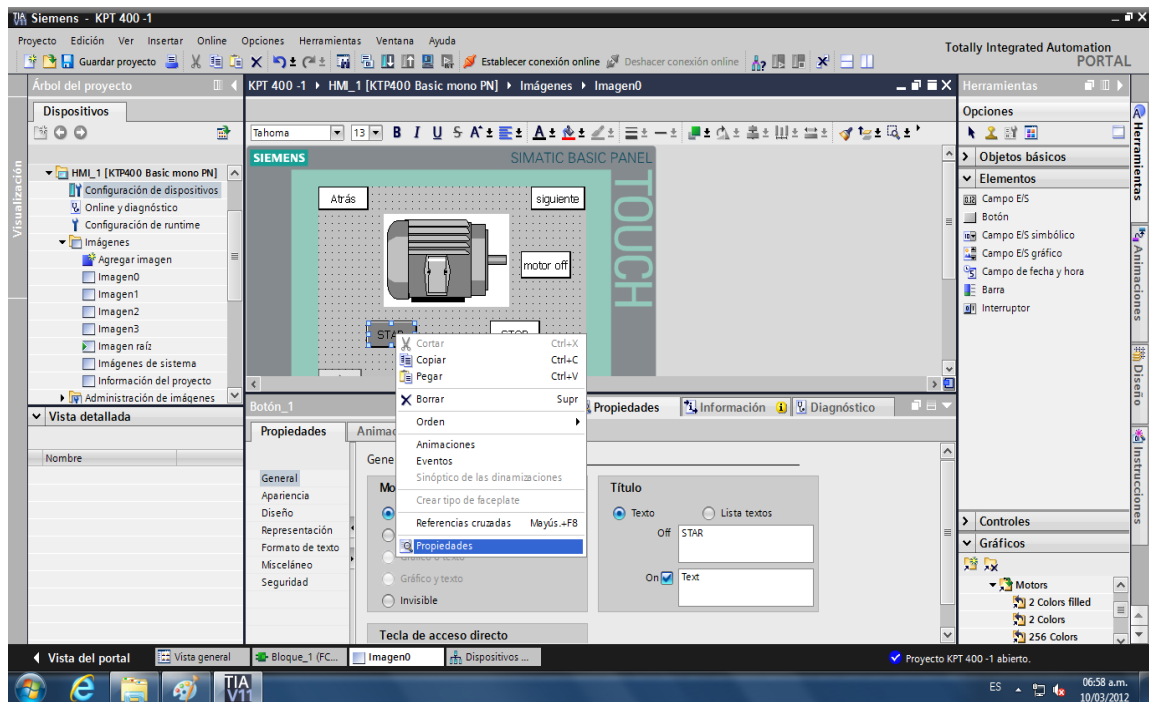 Siemens - KPT 400 -1
Proyecto Edición Ver Insertar Online Opciones Herramientas Ventana Ayuda
Guardar proyecto
Establecer conexión online
Deshacer conexión online
Totally Integrated Automation
PORTAL
Árbol del proyecto
KPT 400 -1 HMI_1 [KTP400 Basic mono PN] Imágenes Imagen0
Herramientas
Dispositivos
Visualización
HMI_1 [KTP400 Basic mono PN]
Configuración de dispositivos
Online y diagnóstico
Configuración de runtime
Imágenes
Agregar imagen
Imagen0
Imagen1
Imagen2
Imagen3
Imagen raíz
Imágenes de sistema
Información del proyecto
Administración de imágenes
Vista detallada
Nombre
Tahoma 13 B I U S A
SIEMENS
SIMATIC BASIC PANEL
TOUCH
Atrás
siguiente
motor off
STAR
STOP
Cortar Ctrl+X
Copiar Ctrl+C
Pegar Ctrl+V
Borrar Supr
Orden
Animaciones
Eventos
Sinóptico de las dinamizaciones
Crear tipo de faceplate
Referencias cruzadas Mayús.+F8
Propiedades
Botón_1
Propiedades
Información
Diagnóstico
Propiedades
Animac
General
Apariencia
Diseño
Representación
Formato de texto
Misceláneo
Seguridad
Gene
Mo
Gráfico o texto
Gráfico y texto
Invisible
Tecla de acceso directo
Título
Texto
Lista textos
Off STAR
On Text
Opciones
Objetos básicos
Elementos
Campo E/S
Botón
Campo E/S simbólico
Campo E/S gráfico
Campo de fecha y hora
Barra
Interruptor
Controles
Gráficos
Motors
2 Colors filled
2 Colors
256 Colors
Herramientas
Animaciones
Diseño
Instrucciones
Vista del portal
Vista general
Bloque_1 (FC...
Imagen0
Dispositivos ...
Proyecto KPT 400 -1 abierto.
TIA
V11
ES
06:58 a.m.
10/03/2012